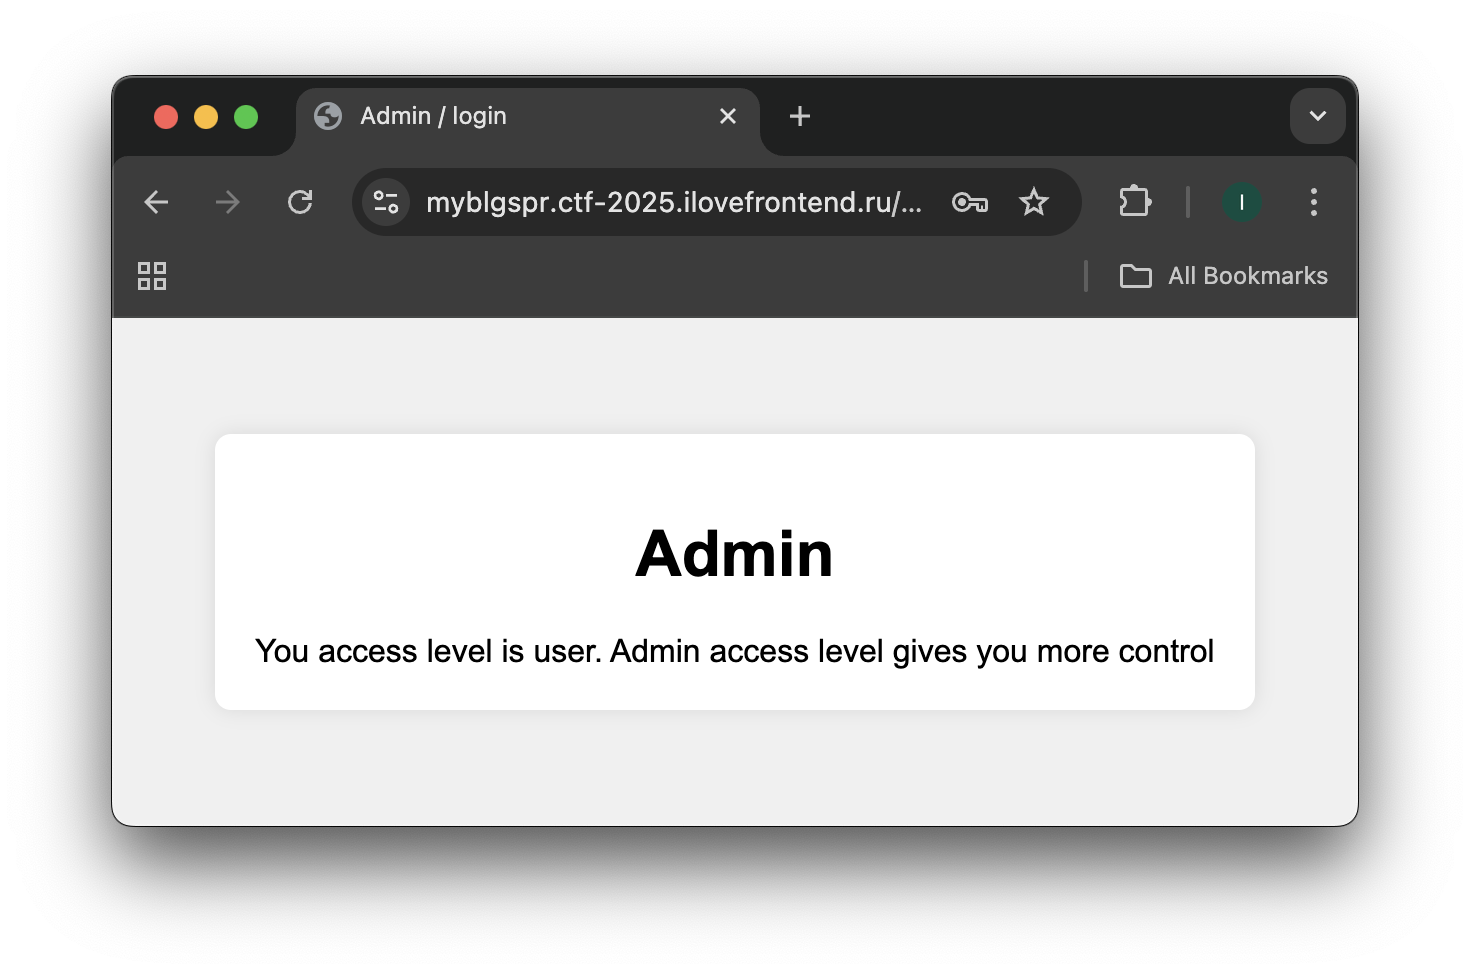 Admin / login
myblgspr.ctf-2025.ilovefrontend.ru/...
I
All Bookmarks
Admin
You access level is user. Admin access level gives you more control